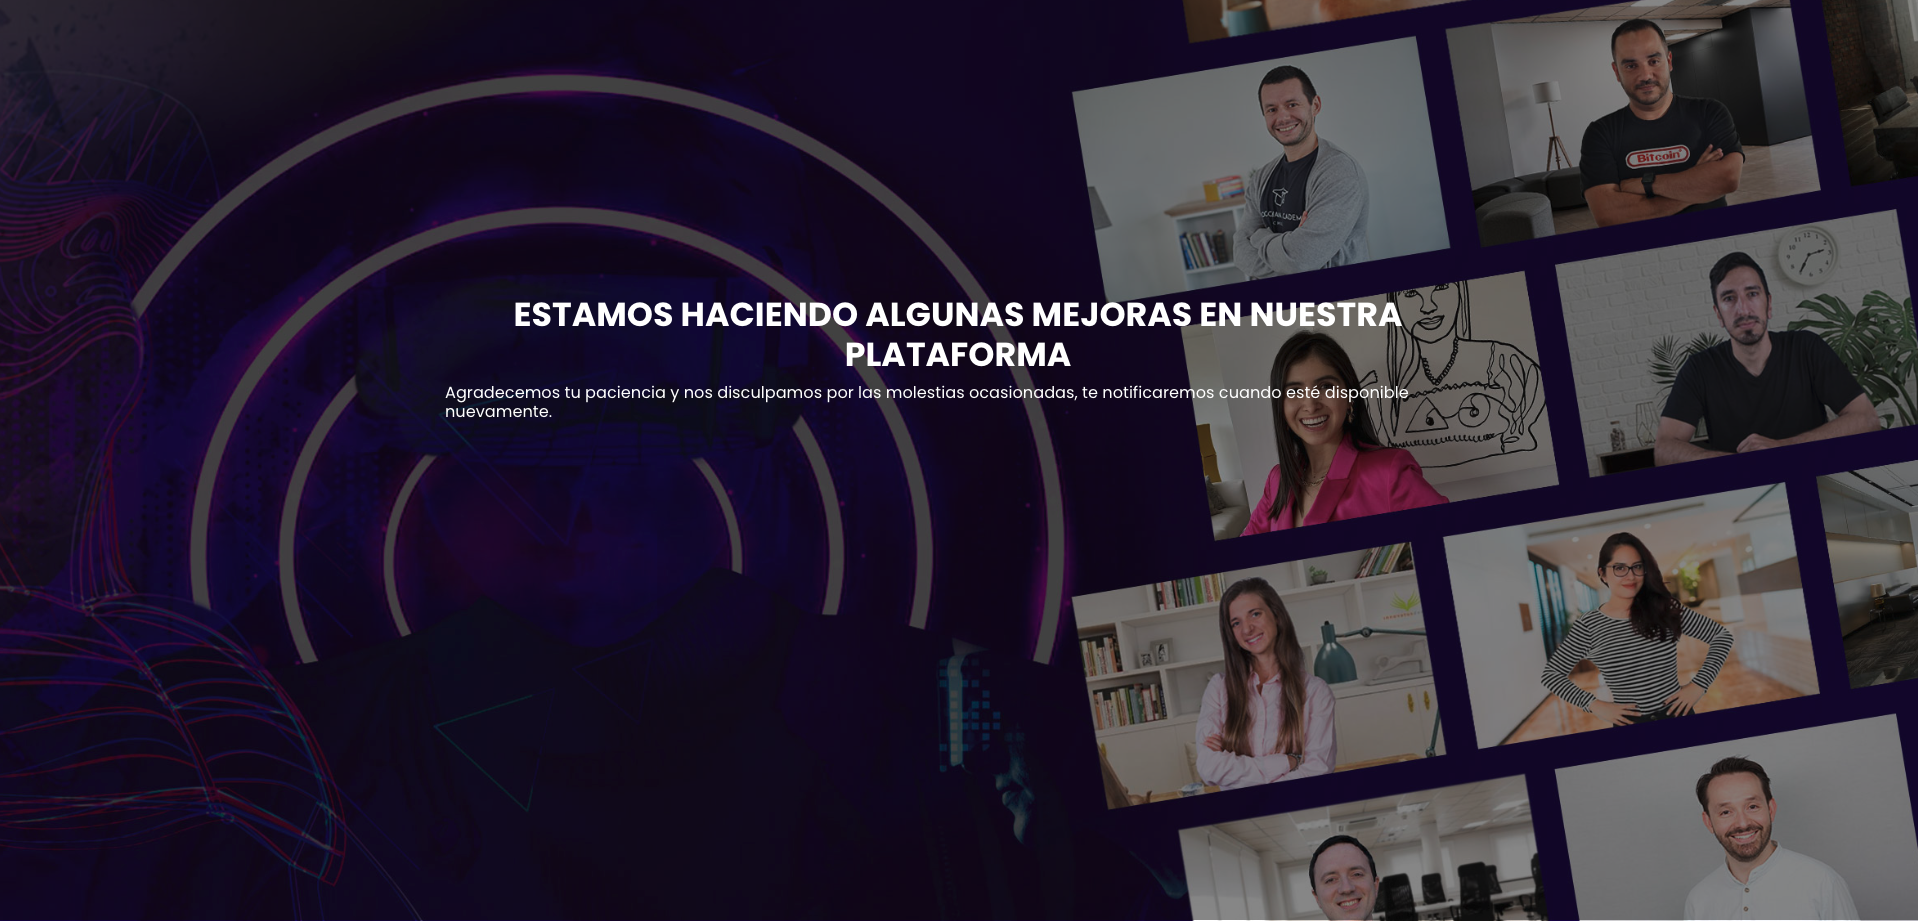 ESTAMOS HACIENDO ALGUNAS MEJORAS EN NUESTRA
PLATAFORMA
Agradecemos tu paciencia y nos disculpamos por las molestias ocasionadas, te notificaremos cuando esté disponible
nuevamente.
Bitcoin